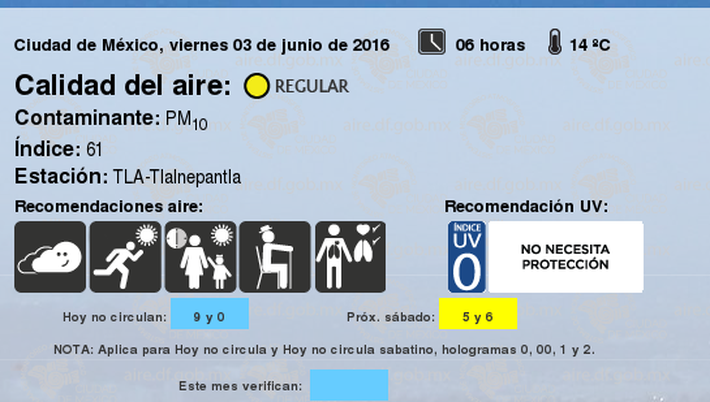 Ciudad de México, viernes 03 de junio de 2016 06 horas 14 ºC
Calidad del aire: REGULAR
Contaminante: PM10
Índice: 61
Estación: TLA-Tlalnepantla
Recomendaciones aire: Recomendación UV:
ÍNDICE
UV
0
NO NECESITA
PROTECCIÓN
Hoy no circulan: 9 y 0 Próx. sábado: 5 y 6
NOTA: Aplica para Hoy no circula y Hoy no circula sabatino, hologramas 0, 00, 1 y 2.
Este mes verifican: